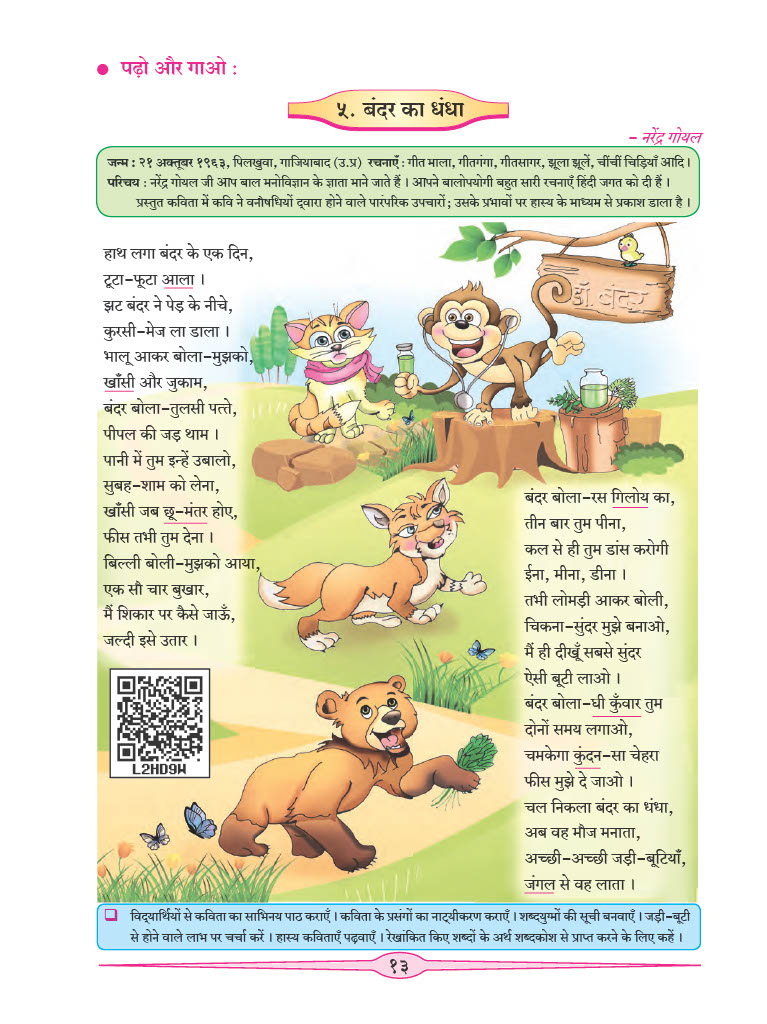 ● पढ़ो और गाओ :
५. बंदर का धंधा
– नरेंद्र गोयल
जन्म : २१ अक्तूबर १९६३, पिलखुवा, गाजियाबाद (उ.प्र) रचनाएँ : गीत माला, गीतगंगा, गीतसागर, झूला झूलें, चींचीं चिड़ियाँ आदि ।
परिचय : नरेंद्र गोयल जी आप बाल मनोविज्ञान के ज्ञाता माने जाते हैं । आपने बालोपयोगी बहुत सारी रचनाएँ हिंदी जगत को दी हैं ।
प्रस्तुत कविता में कवि ने वनौषधियों द्वारा होने वाले पारंपरिक उपचारों ; उसके प्रभावों पर हास्य के माध्यम से प्रकाश डाला है ।
डॉ. बंदर
हाथ लगा बंदर के एक दिन,
टूटा-फूटा आला ।
झट बंदर ने पेड़ के नीचे,
कुरसी-मेज ला डाला ।
भालू आकर बोला-मुझको,
खाँसी और जुकाम,
बंदर बोला-तुलसी पत्ते,
पीपल की जड़ थाम ।
पानी में तुम इन्हें उबालो,
सुबह-शाम को लेना,
खाँसी जब छू-मंतर होए,
फीस तभी तुम देना ।
बिल्ली बोली-मुझको आया,
एक सौ चार बुखार,
मैं शिकार पर कैसे जाऊँ,
जल्दी इसे उतार ।
L2HD9W
बंदर बोला-रस गिलोय का,
तीन बार तुम पीना,
कल से ही तुम डांस करोगी
ईना, मीना, डीना ।
तभी लोमड़ी आकर बोली,
चिकना-सुंदर मुझे बनाओ,
मैं ही दीखूँ सबसे सुंदर
ऐसी बूटी लाओ ।
बंदर बोला-घी कुँवार तुम
दोनों समय लगाओ,
चमकेगा कुंदन-सा चेहरा
फीस मुझे दे जाओ ।
चल निकला बंदर का धंधा,
अब वह मौज मनाता,
अच्छी-अच्छी जड़ी-बूटियाँ,
जंगल से वह लाता ।
❑ विद्यार्थियों से कविता का साभिनय पाठ कराएँ । कविता के प्रसंगों का नाट्यीकरण कराएँ । शब्दयुग्मों की सूची बनवाएँ । जड़ी-बूटी
से होने वाले लाभ पर चर्चा करें । हास्य कविताएँ पढ़वाएँ । रेखांकित किए शब्दों के अर्थ शब्दकोश से प्राप्त करने के लिए कहें ।
१३